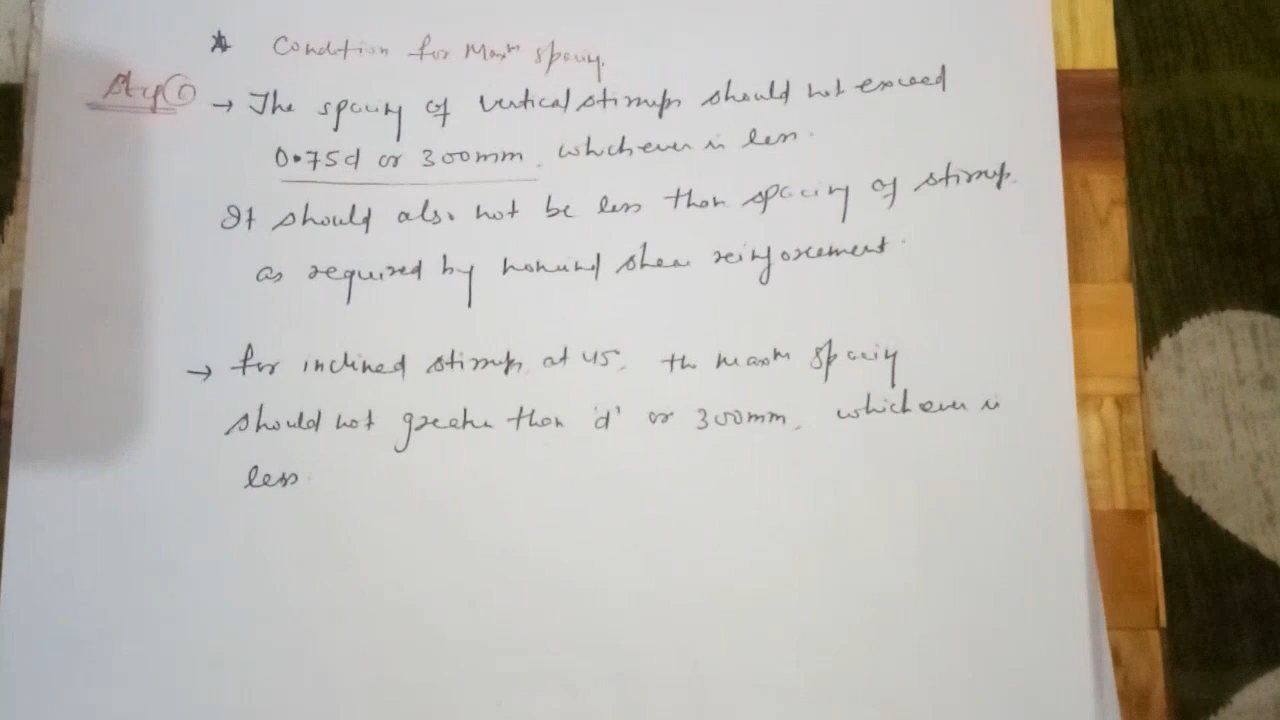 * Condition for Maxm spacing.
Step ①
→ The spacing of vertical stirrups should not exceed
0.75d or 300mm, whichever is less.
It should also not be less than spacing of stirrup
as required by nominal shear reinforcement.
→ for inclined stirrups at 45, the maxm spacing
should not greater than 'd' or 300mm, whichever is
less.